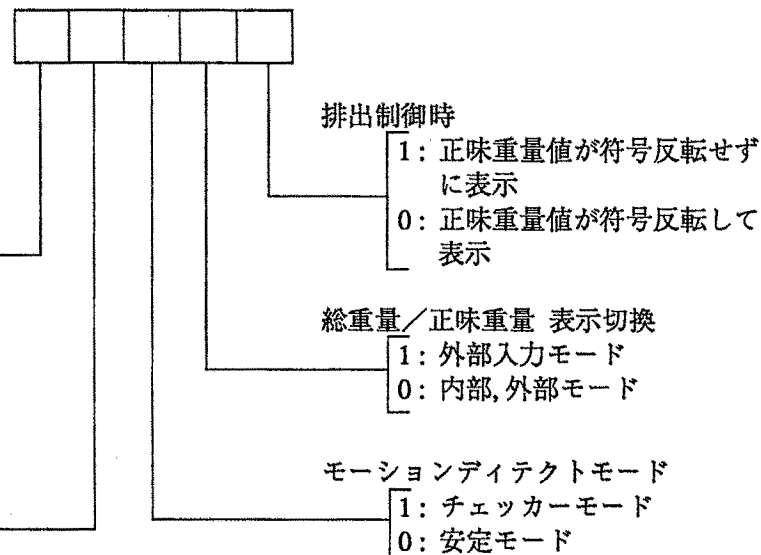 排出制御時
1: 正味重量値が符号反転せず
に表示
0: 正味重量値が符号反転して
表示
総重量／正味重量 表示切換
1: 外部入力モード
0: 内部,外部モード
モーションディテクトモード
1: チェッカーモード
0: 安定モード